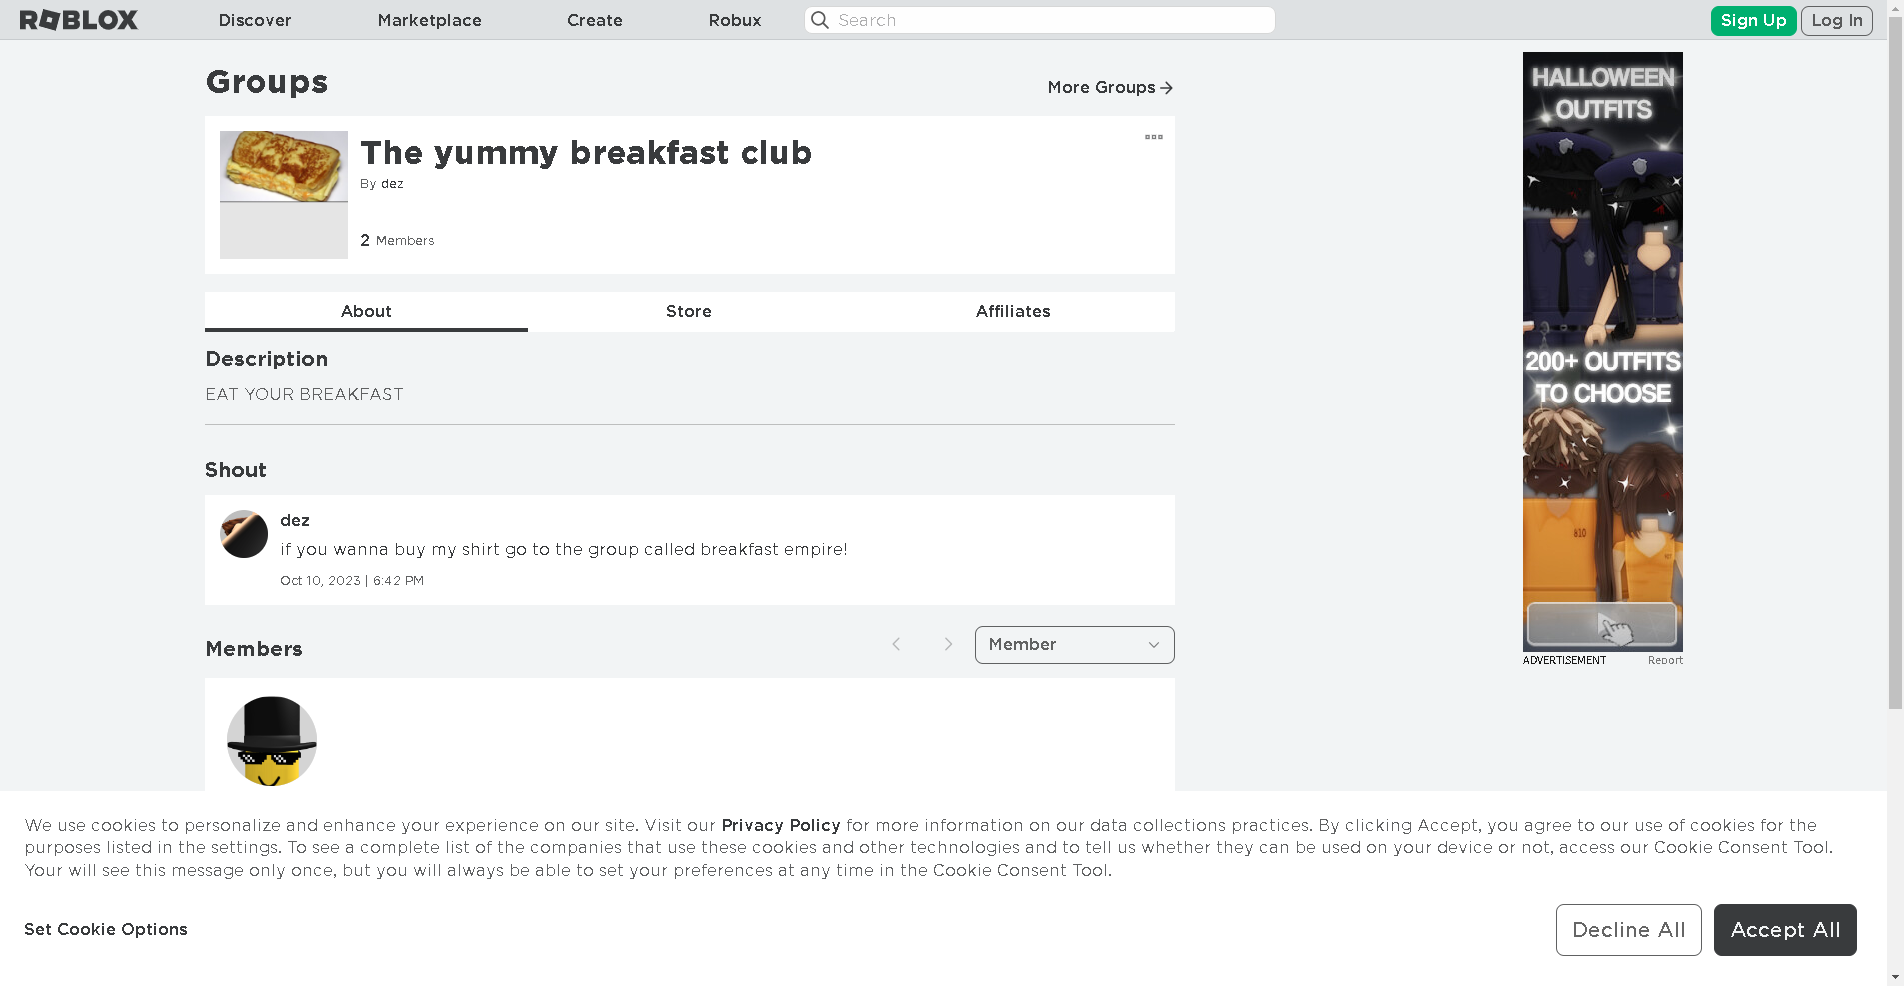 ROBLOX
Discover
Marketplace
Create
Robux
Search
Sign Up
Log In
Groups
More Groups
The yummy breakfast club
By dez
2 Members
About
Store
Affiliates
Description
EAT YOUR BREAKFAST
Shout
dez
if you wanna buy my shirt go to the group called breakfast empire!
Oct 10, 2023 | 6:42 PM
Members
Member
HALLOWEEN
OUTFITS
200+ OUTFITS
TO CHOOSE
810
ADVERTISEMENT
Report
We use cookies to personalize and enhance your experience on our site. Visit our Privacy Policy for more information on our data collections practices. By clicking Accept, you agree to our use of cookies for the
purposes listed in the settings. To see a complete list of the companies that use these cookies and other technologies and to tell us whether they can be used on your device or not, access our Cookie Consent Tool.
Your will see this message only once, but you will always be able to set your preferences at any time in the Cookie Consent Tool.
Set Cookie Options
Decline All
Accept All